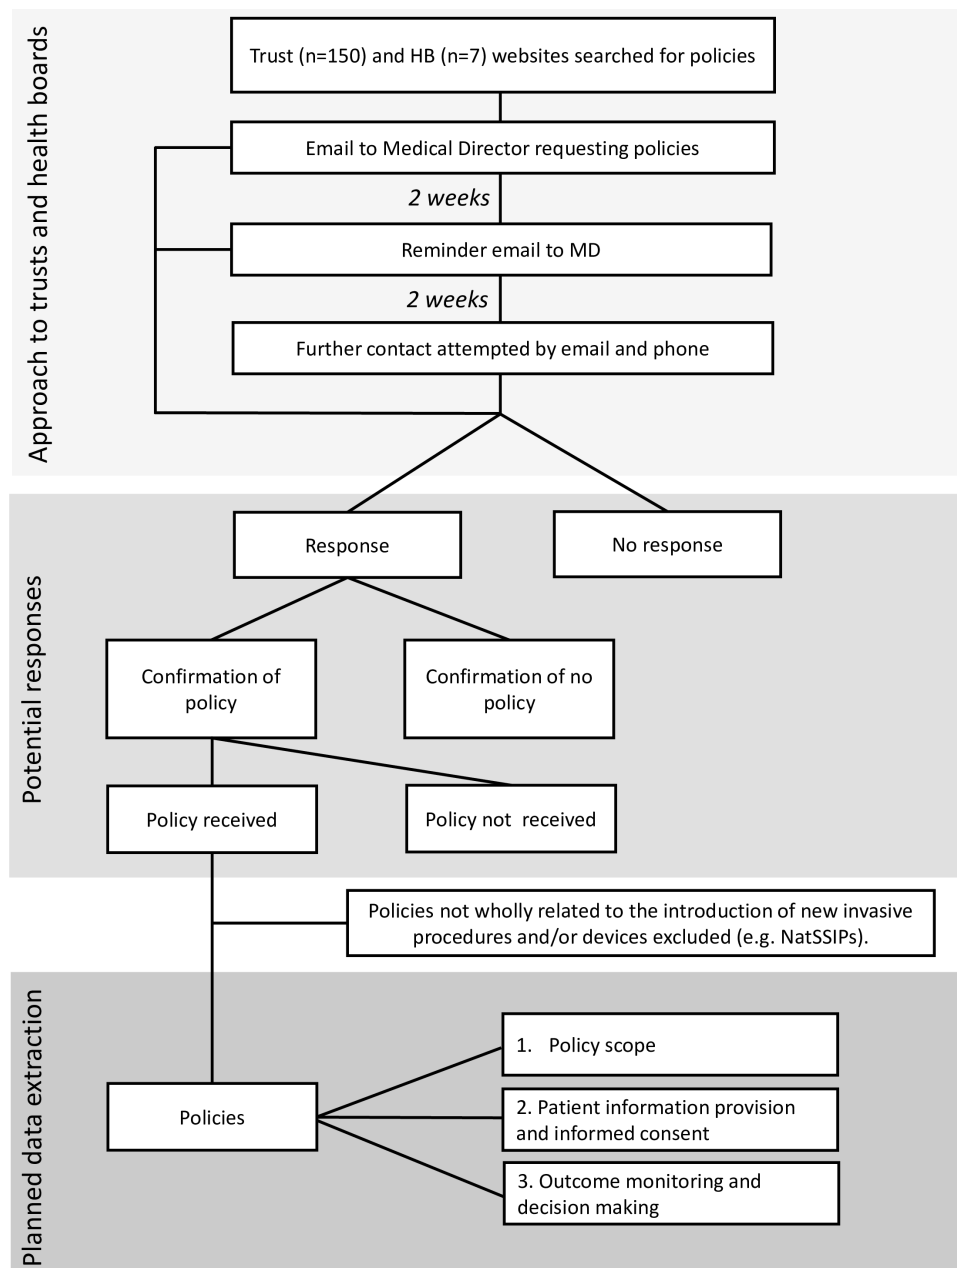 Approach to trusts and health boards
Trust (n=150) and HB (n=7) websites searched for policies
Email to Medical Director requesting policies
2 weeks
Reminder email to MD
2 weeks
Further contact attempted by email and phone
Potential responses
Response
No response
Confirmation of
policy
Confirmation of no
policy
Policy received
Policy not  received
Policies not wholly related to the introduction of new invasive
procedures and/or devices excluded (e.g. NatSSIPs).
Planned data extraction
Policies
1.   Policy scope
2. Patient information provision
and informed consent
3. Outcome monitoring and
decision making